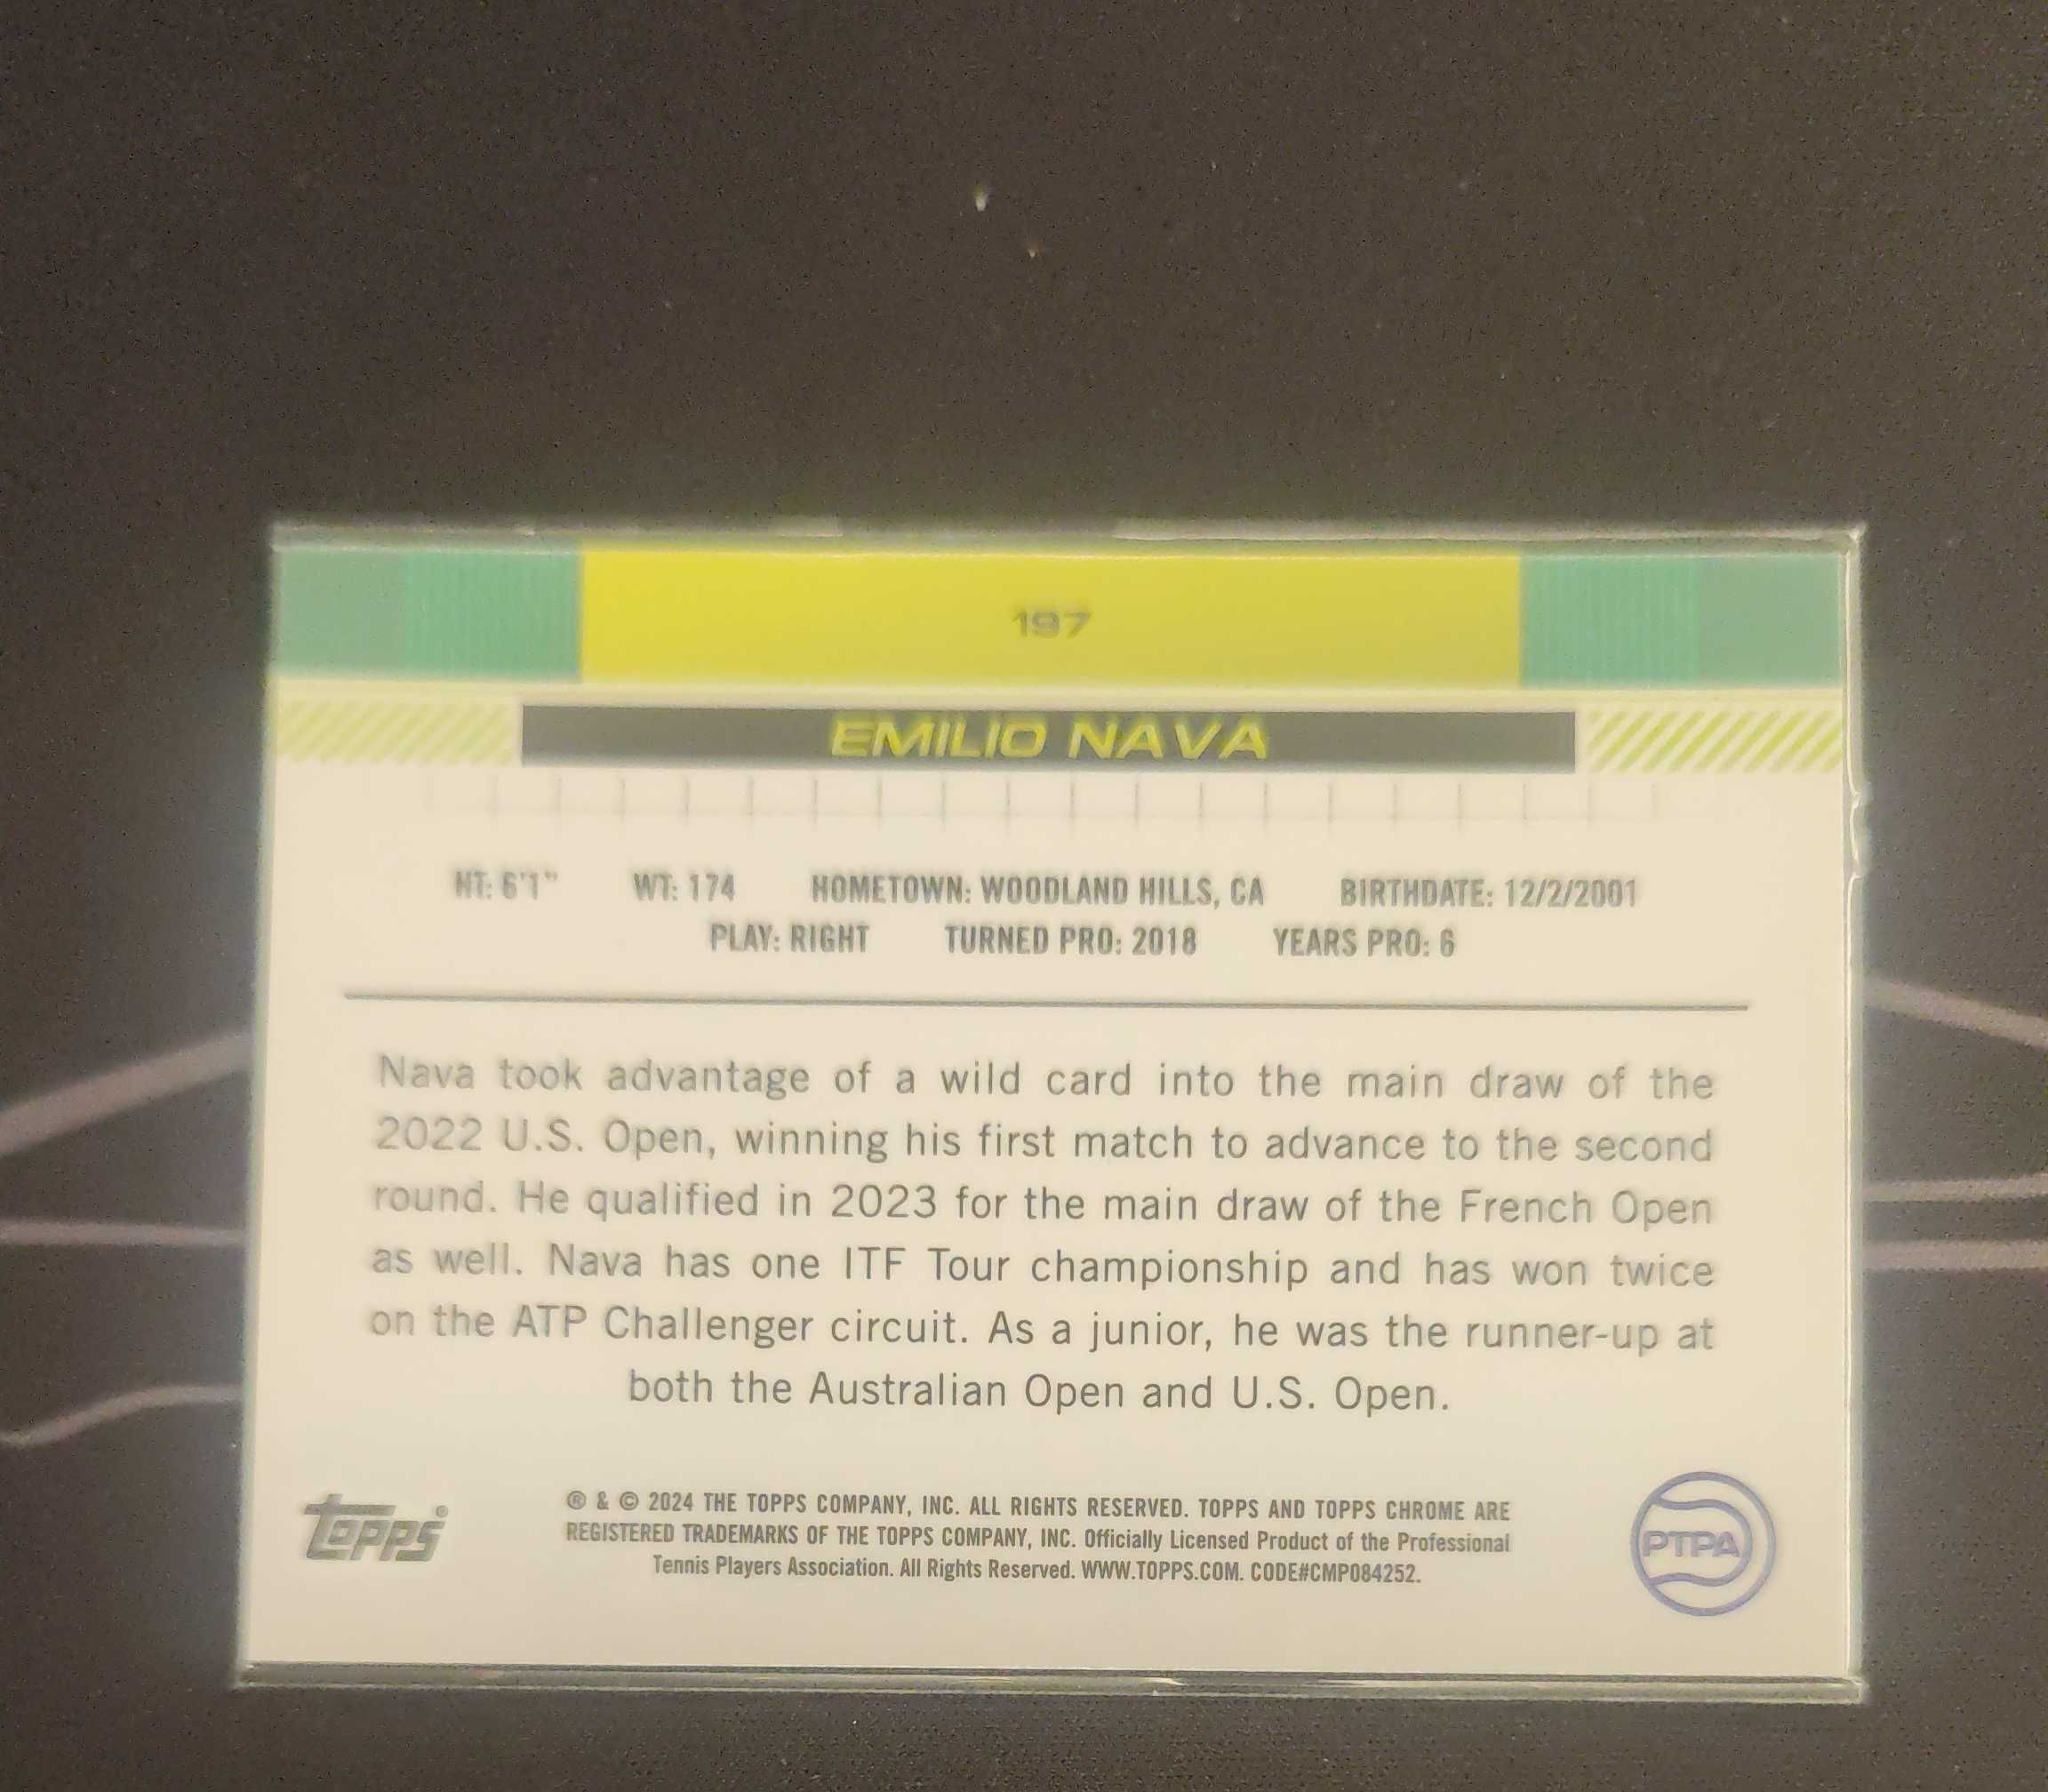 197
EMILIO NAVA
HT: 6'1" WT: 174 HOMETOWN: WOODLAND HILLS, CA BIRTHDATE: 12/2/2001
PLAY: RIGHT TURNED PRO: 2018 YEARS PRO: 6
Nava took advantage of a wild card into the main draw of the
2022 U.S. Open, winning his first match to advance to the second
round. He qualified in 2023 for the main draw of the French Open
as well. Nava has one ITF Tour championship and has won twice
on the ATP Challenger circuit. As a junior, he was the runner-up at
both the Australian Open and U.S. Open.
topps
® & © 2024 THE TOPPS COMPANY, INC. ALL RIGHTS RESERVED. TOPPS AND TOPPS CHROME ARE
REGISTERED TRADEMARKS OF THE TOPPS COMPANY, INC. Officially Licensed Product of the Professional
Tennis Players Association. All Rights Reserved. WWW.TOPPS.COM. CODE#CMP084252.
PTPA